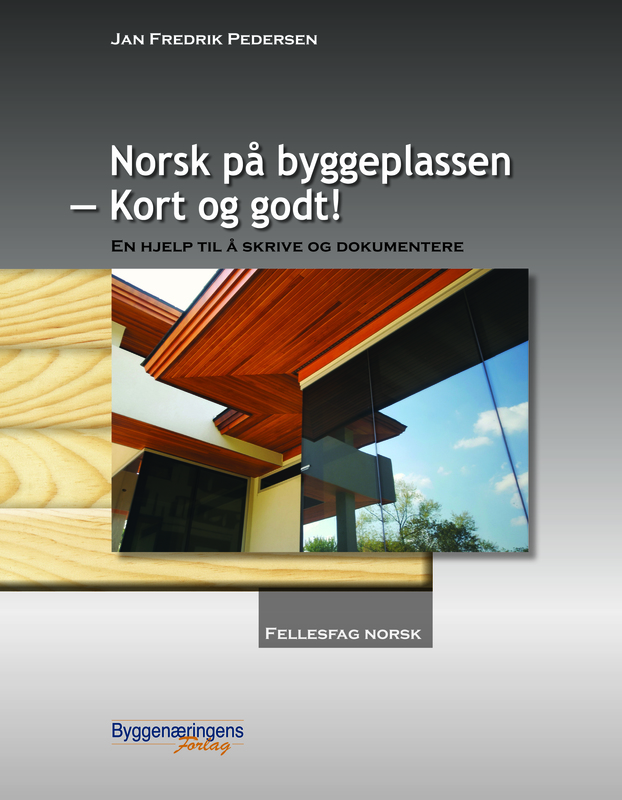 Jan Fredrik Pedersen
Norsk på byggeplassen
– Kort og godt!
En hjelp til å skrive og dokumentere
Fellesfag norsk
Byggenæringens
Forlag